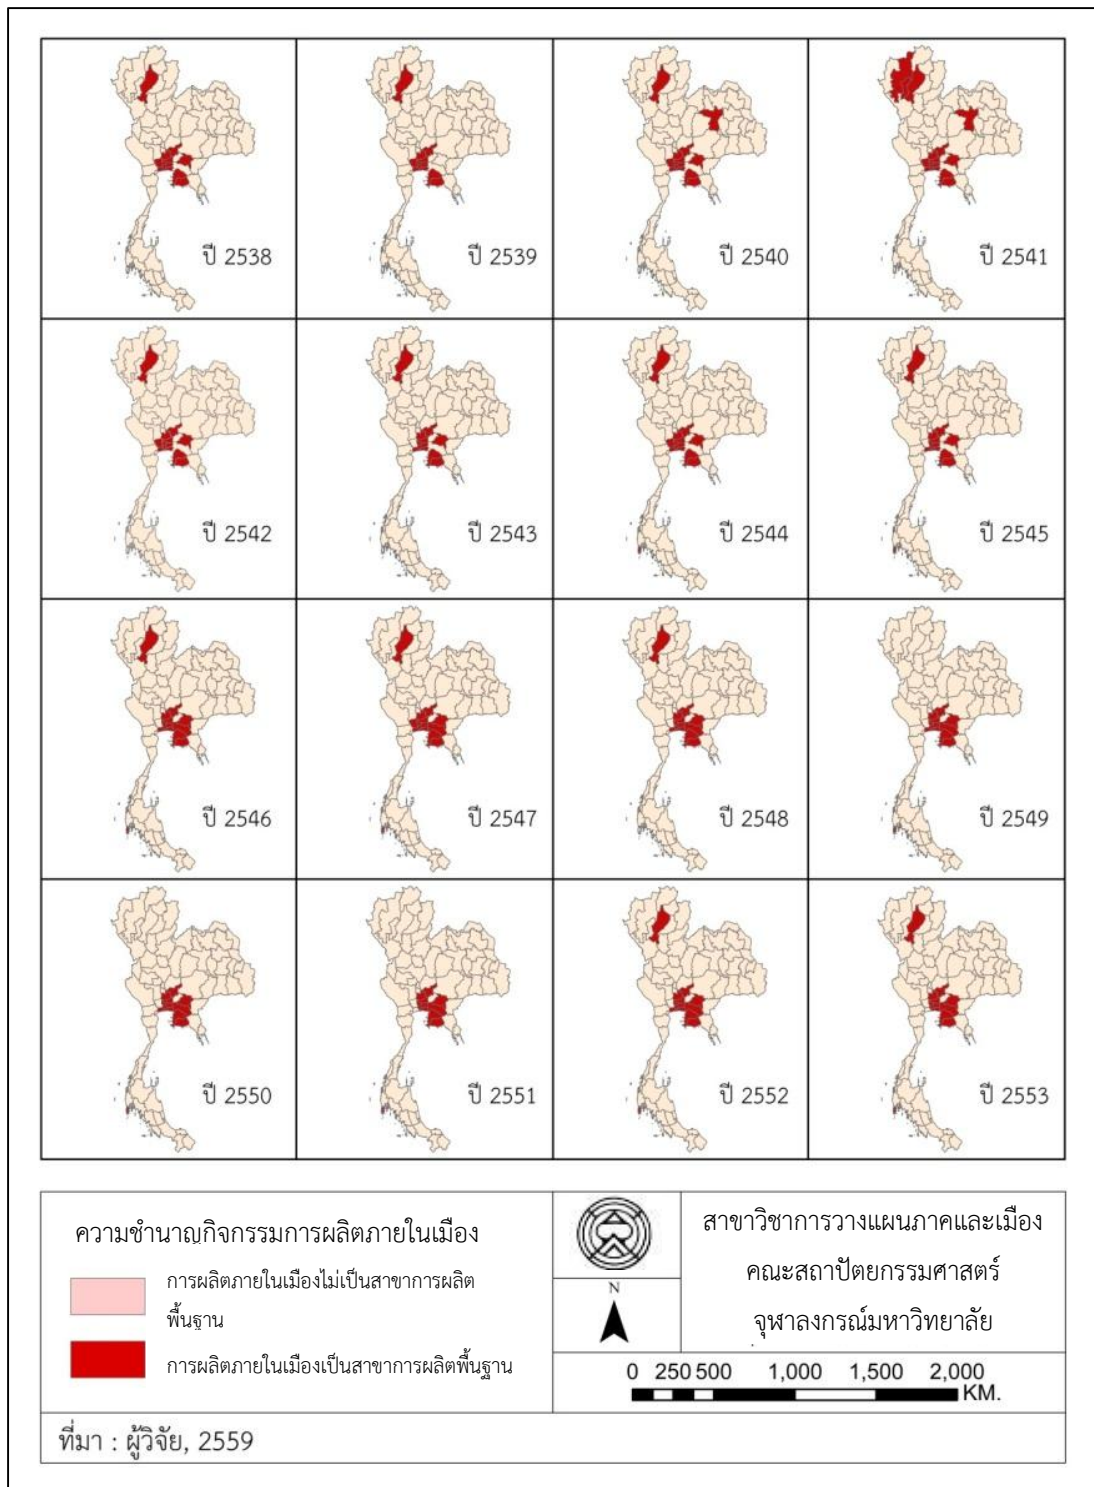 ปี 2538
ปี 2539
ปี 2540
ปี 2541
ปี 2542
ปี 2543
ปี 2544
ปี 2545
ปี 2546
ปี 2547
ปี 2548
ปี 2549
ปี 2550
ปี 2551
ปี 2552
ปี 2553
ความชำนาญกิจกรรมการผลิตภายในเมือง
การผลิตภายในเมืองไม่เป็นสาขาการผลิต
พื้นฐาน
การผลิตภายในเมืองเป็นสาขาการผลิตพื้นฐาน
N
สาขาวิชาการวางแผนภาคและเมือง
คณะสถาปัตยกรรมศาสตร์
จุฬาลงกรณ์มหาวิทยาลัย
0 250 500 1,000 1,500 2,000
KM.
ที่มา : ผู้วิจัย, 2559